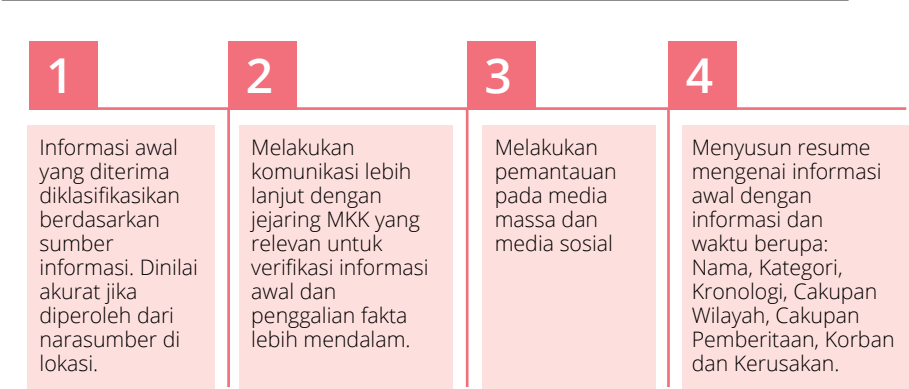 1
Informasi awal
yang diterima
diklasifikasikan
berdasarkan
sumber
informasi. Dinilai
akurat jika
diperoleh dari
narasumber di
lokasi.
2
Melakukan
komunikasi lebih
lanjut dengan
jejaring MKK yang
relevan untuk
verifikasi informasi
awal dan
penggalian fakta
lebih mendalam.
3
Melakukan
pemantauan
pada media
massa dan
media sosial
4
Menyusun resume
mengenai informasi
awal dengan
informasi dan
waktu berupa:
Nama, Kategori,
Kronologi, Cakupan
Wilayah, Cakupan
Pemberitaan, Korban
dan Kerusakan.